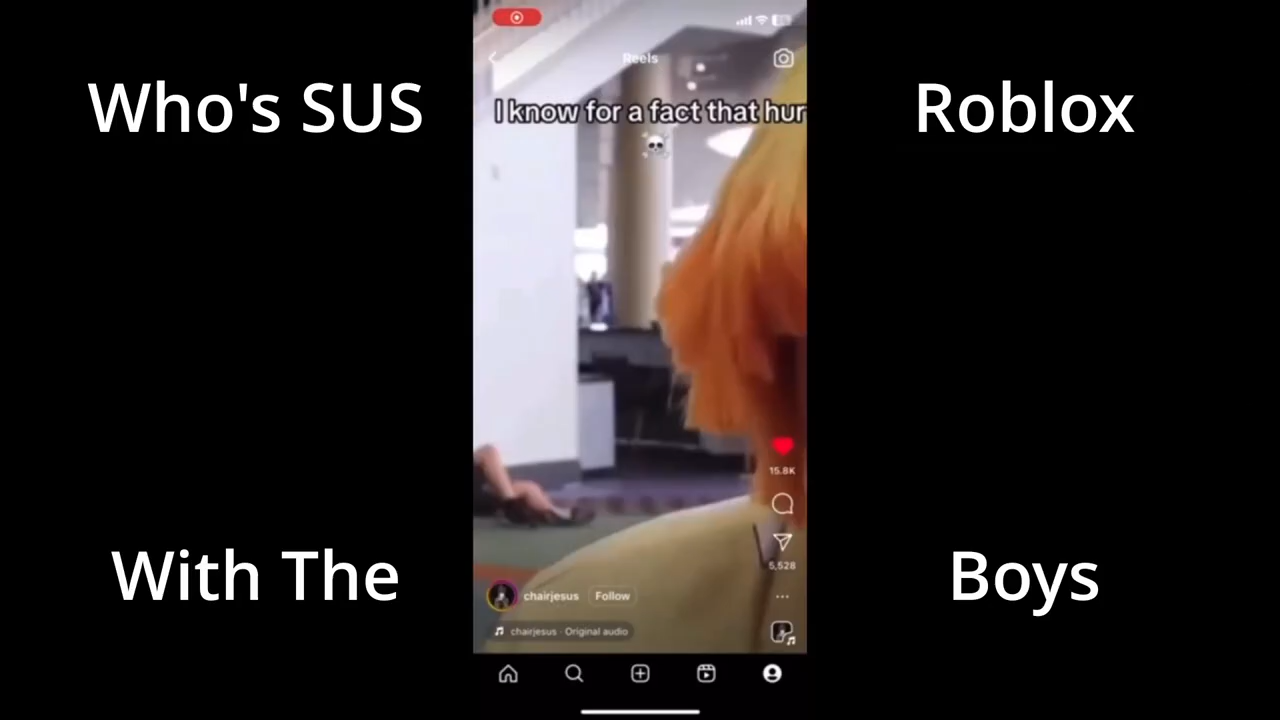 Who's SUS
Roblox
With The
Boys
Reels
I know for a fact that hur
15.8K
5,528
chairjesus
Follow
chairjesus · Original audio